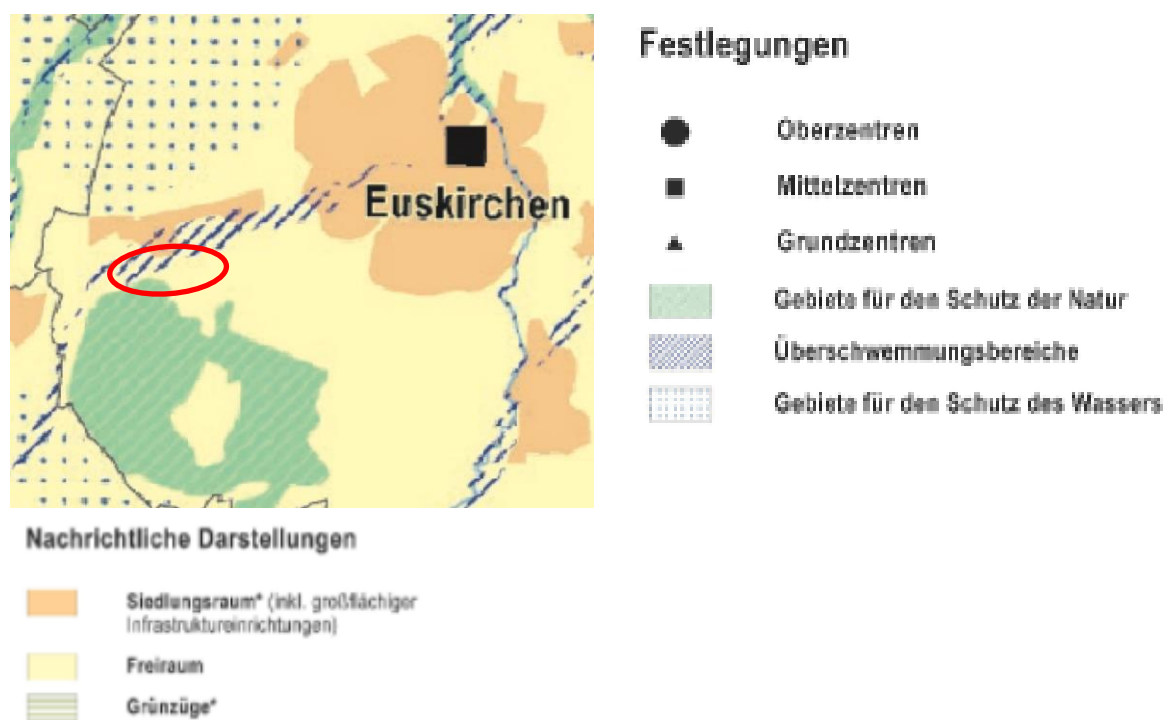 Euskirchen
Festlegungen
Oberzentren
Mittelzentren
Grundzentren
Gebiete für den Schutz der Natur
Überschwemmungsbereiche
Gebiete für den Schutz des Wassers
Nachrichtliche Darstellungen
Siedlungsraum* (inkl. großflächiger
Infrastruktureinrichtungen)
Freiraum
Grünzüge*